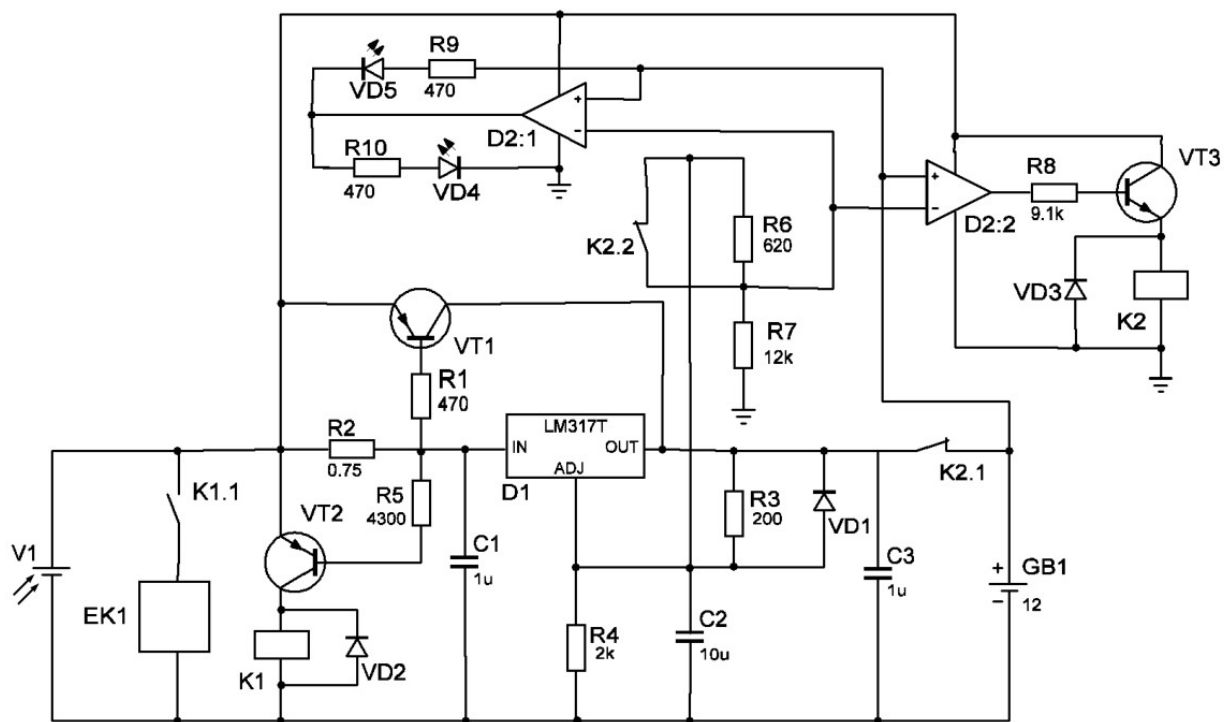 R9
470
VD5
R10
470
VD4
D2:1
+
−
K2.2
R6
620
R7
12k
+
−
D2:2
R8
9.1k
VT3
VD3
K2
VT1
R1
470
R2
0.75
LM317T
IN
OUT
ADJ
D1
K2.1
K1.1
VT2
R5
4300
C1
1u
R3
200
VD1
V1
EK1
K1
VD2
R4
2k
C2
10u
C3
1u
+
−
GB1
12